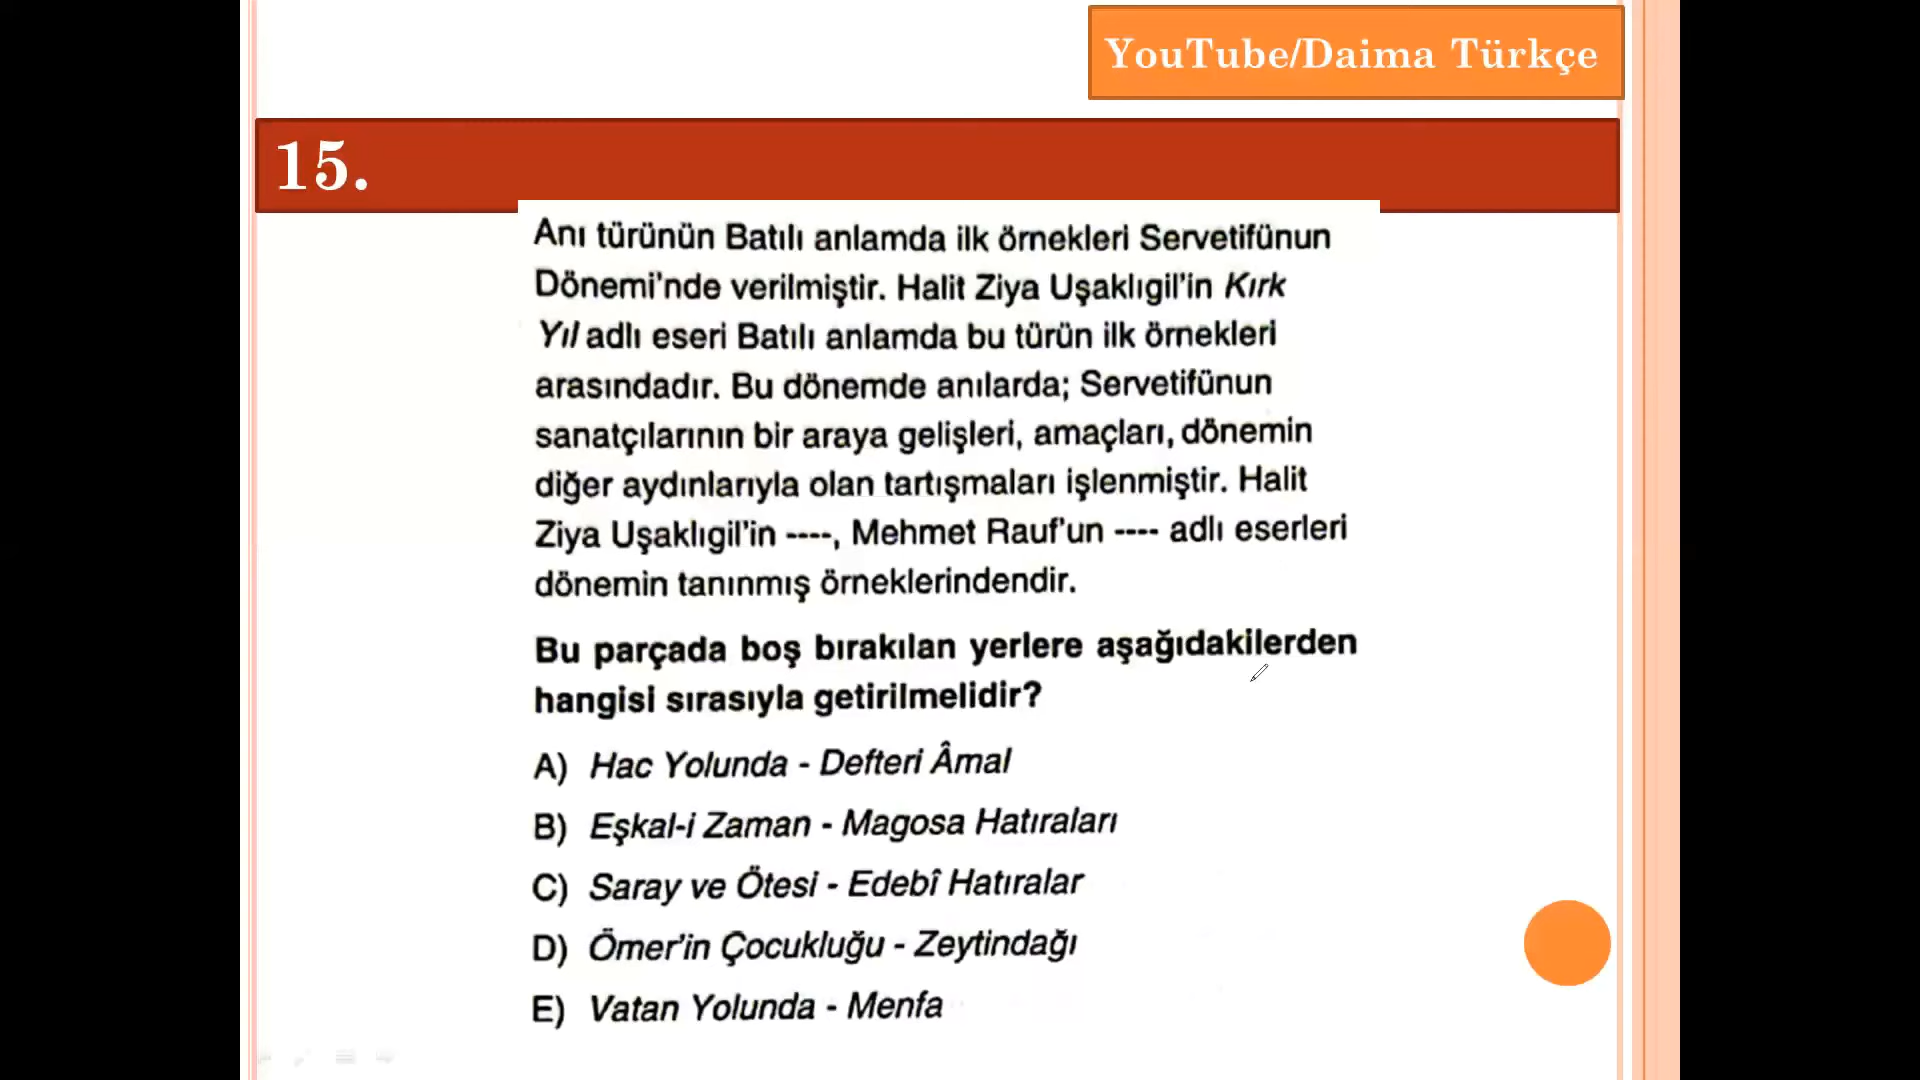 YouTube/Daima Türkçe
15.
Anı türünün Batılı anlamda ilk örnekleri Servetifünun
Dönemi'nde verilmiştir. Halit Ziya Uşaklıgil'in Kırk
Yıl adlı eseri Batılı anlamda bu türün ilk örnekleri
arasındadır. Bu dönemde anılarda; Servetifünun
sanatçılarının bir araya gelişleri, amaçları, dönemin
diğer aydınlarıyla olan tartışmaları işlenmiştir. Halit
Ziya Uşaklıgil'in ----, Mehmet Rauf'un ---- adlı eserleri
dönemin tanınmış örneklerindendir.
Bu parçada boş bırakılan yerlere aşağıdakilerden
hangisi sırasıyla getirilmelidir?
A) Hac Yolunda - Defteri Âmal
B) Eşkal-i Zaman - Magosa Hatıraları
C) Saray ve Ötesi - Edebî Hatıralar
D) Ömer'in Çocukluğu - Zeytindağı
E) Vatan Yolunda - Menfa